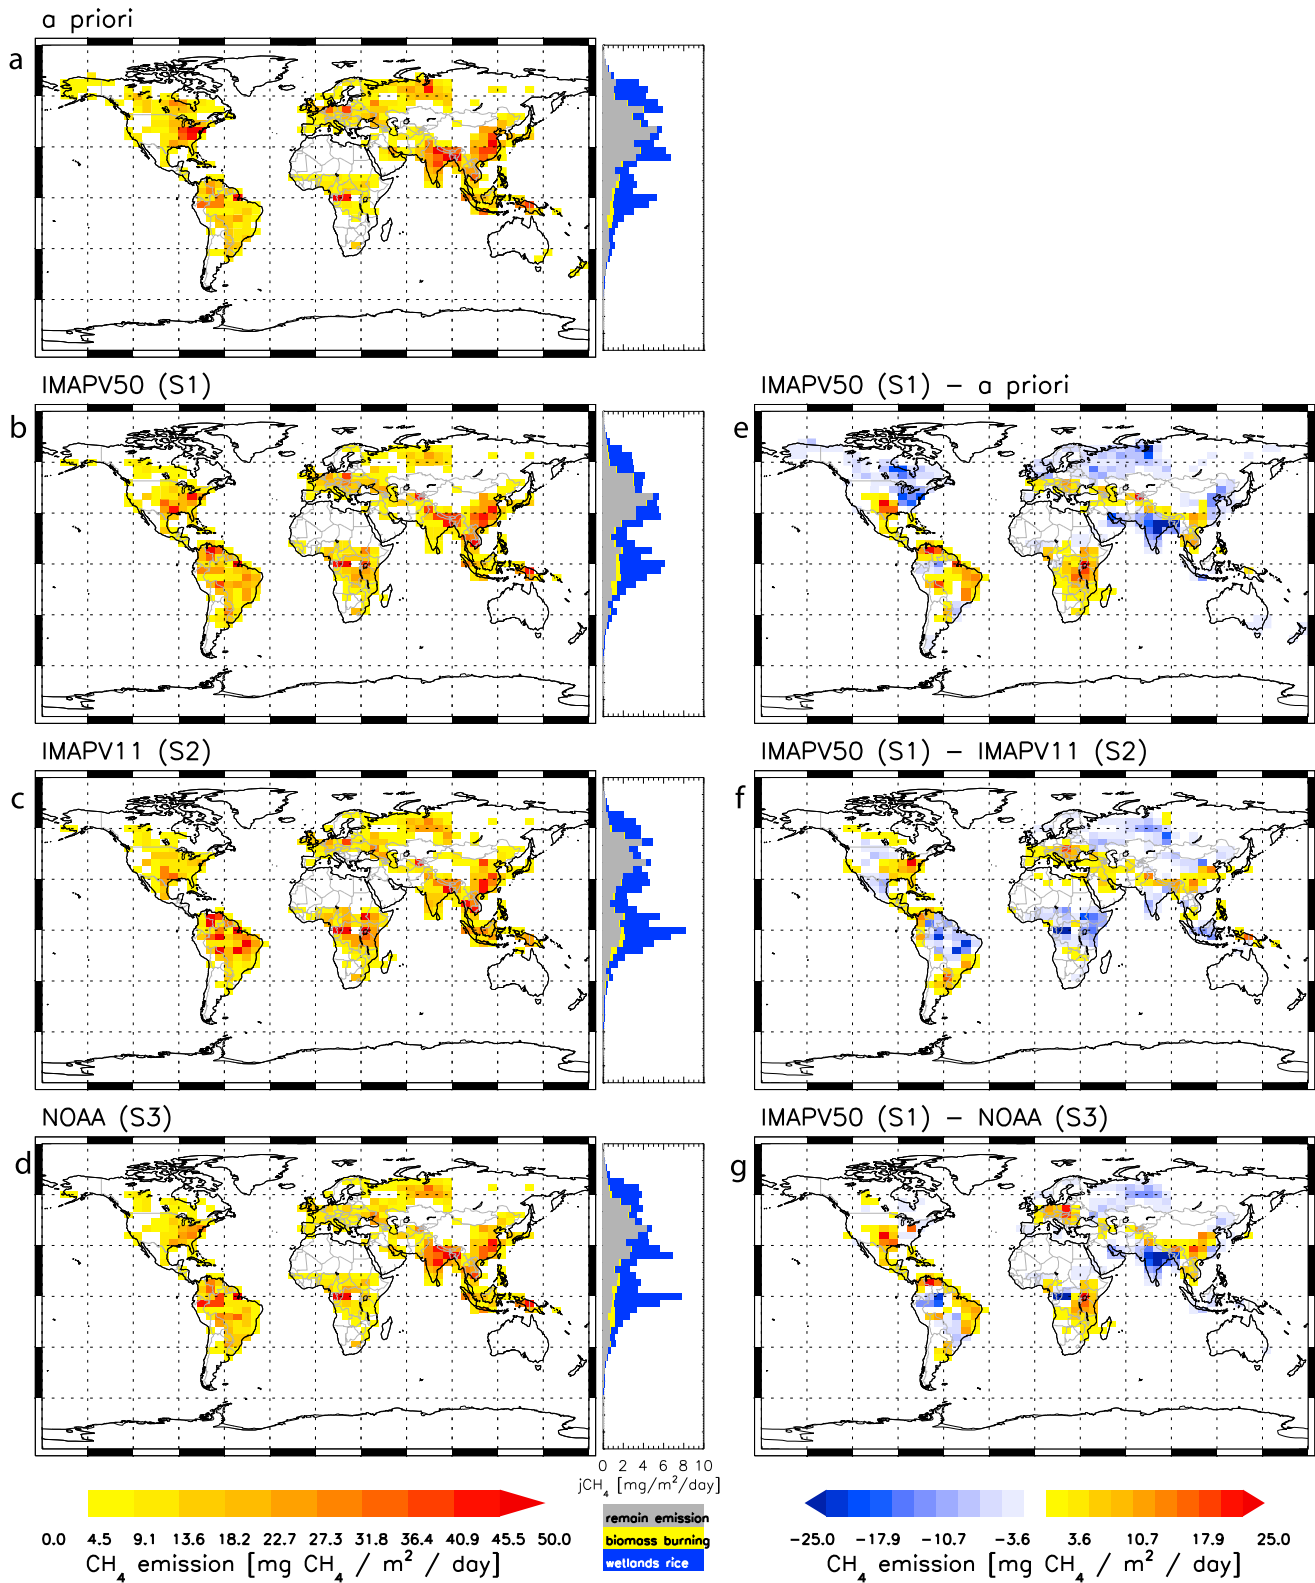 a priori
a
IMAPV50 (S1)
IMAPV50 (S1) – a priori
b
e
IMAPV11 (S2)
IMAPV50 (S1) – IMAPV11 (S2)
c
f
NOAA (S3)
IMAPV50 (S1) – NOAA (S3)
d
g
0 2 4 6 8 10
jCH₄ [mg/m²/day]
remain emission
biomass burning
wetlands rice
0.0 4.5 9.1 13.6 18.2 22.7 27.3 31.8 36.4 40.9 45.5 50.0
CH₄ emission [mg CH₄ / m² / day]
−25.0 −17.9 −10.7 −3.6 3.6 10.7 17.9 25.0
CH₄ emission [mg CH₄ / m² / day]